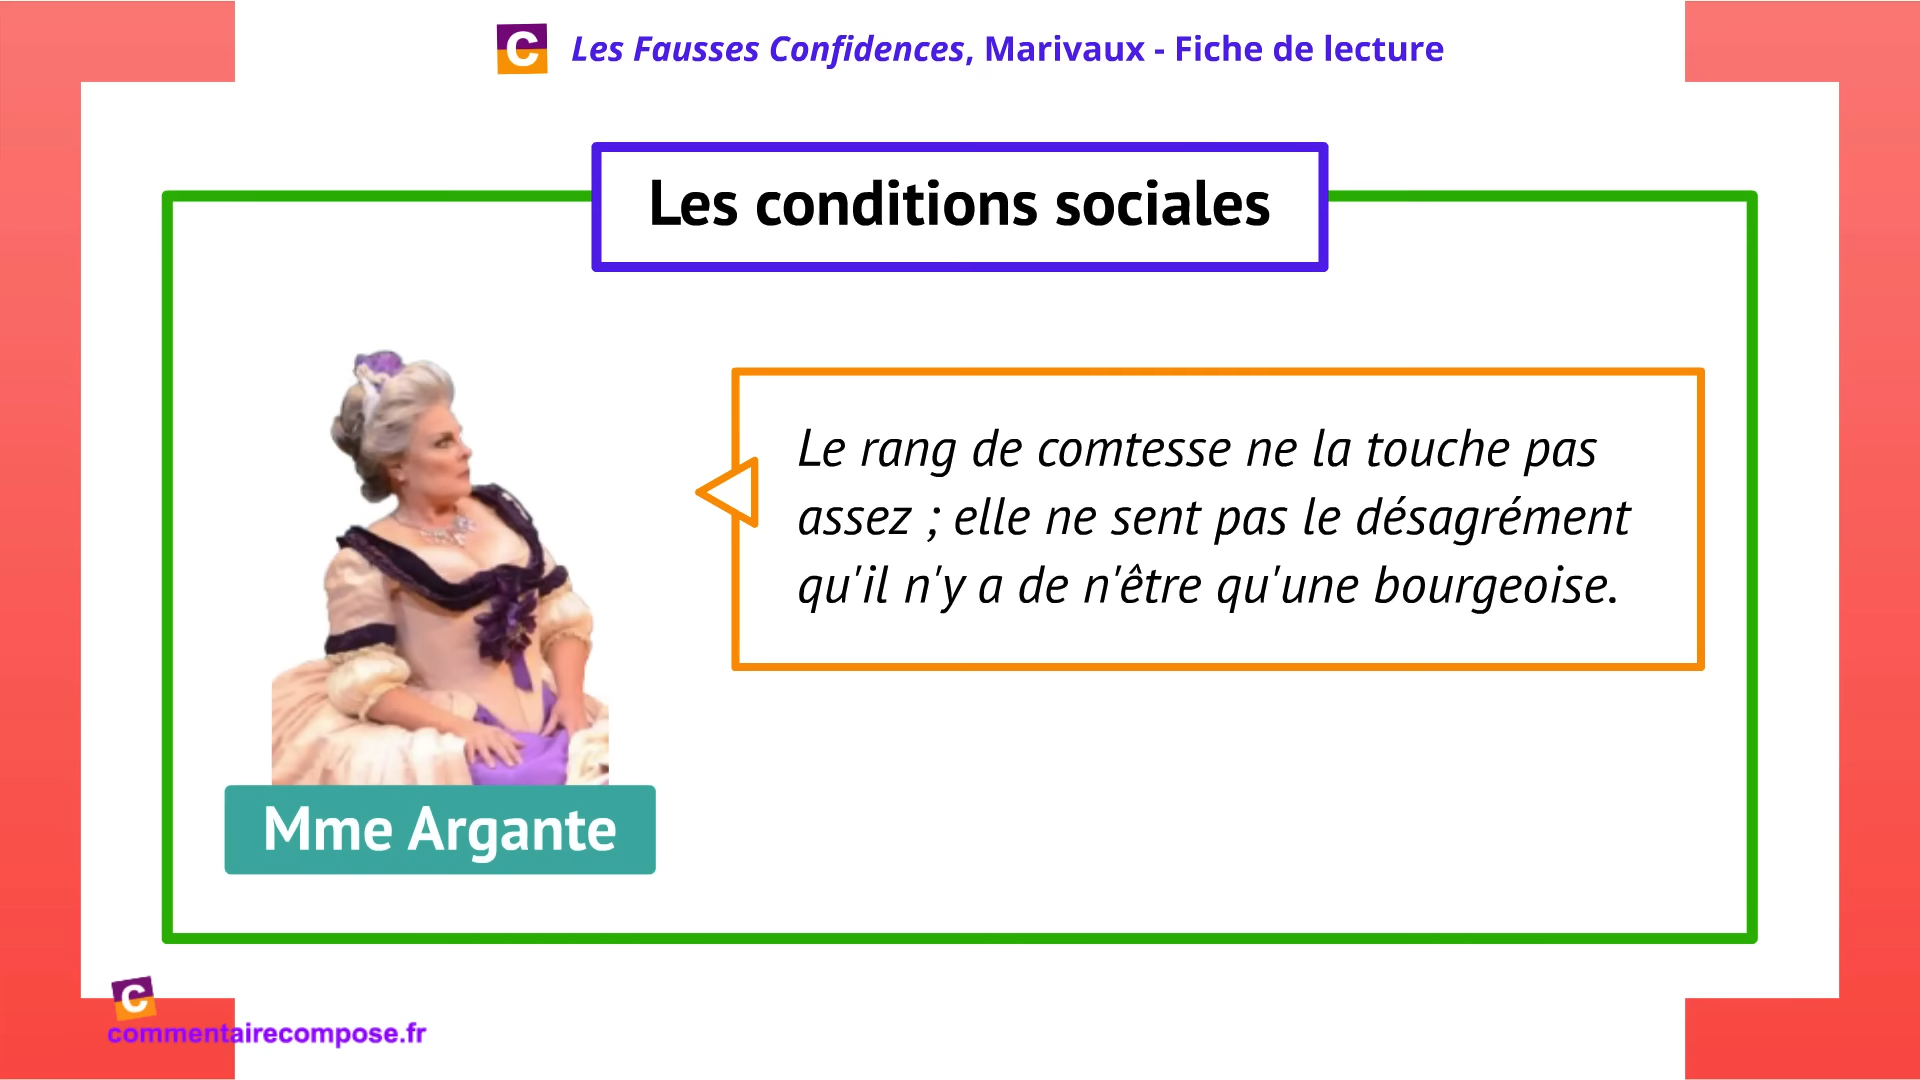 C
Les Fausses Confidences, Marivaux - Fiche de lecture
Les conditions sociales
Le rang de comtesse ne la touche pas
assez ; elle ne sent pas le désagrément
qu'il n'y a de n'être qu'une bourgeoise.
Mme Argante
C
commentairecompose.fr